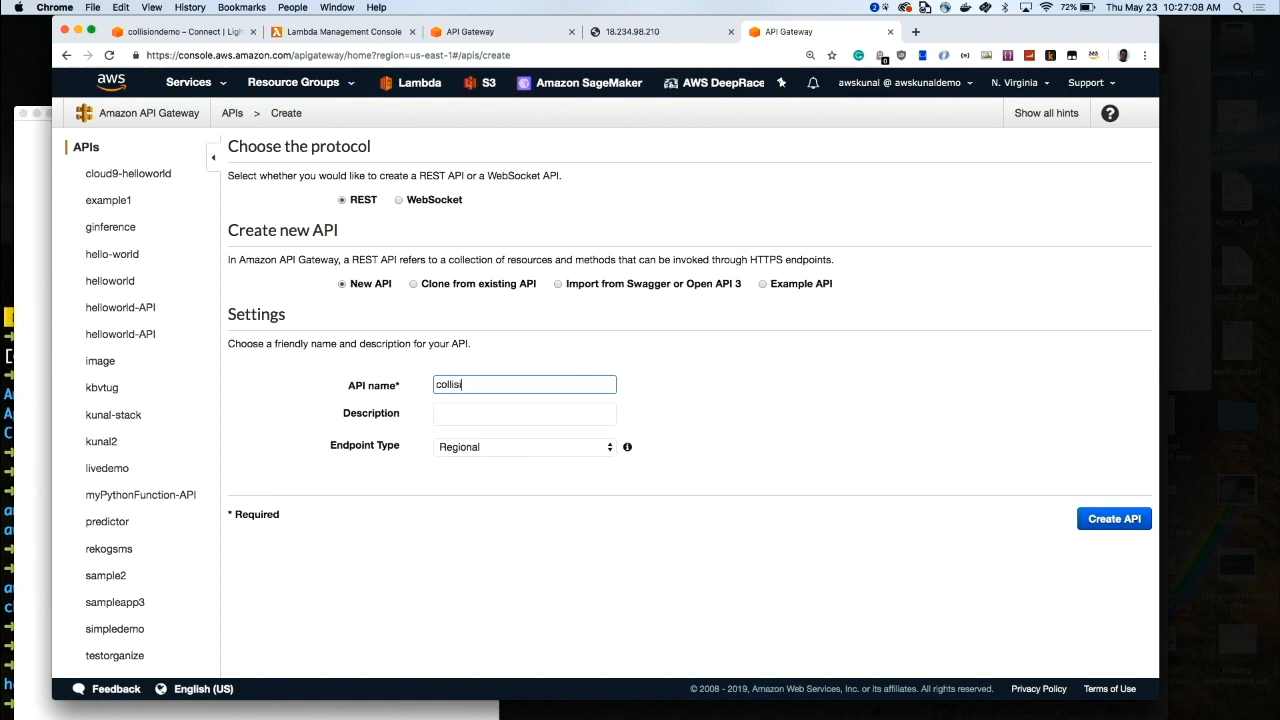 Chrome File Edit View History Bookmarks People Window Help 2 72% Thu May 23 10:27:08 AM
collisiondemo – Connect | Ligh Lambda Management Console API Gateway 18.234.98.210 API Gateway
https://console.aws.amazon.com/apigateway/home?region=us-east-1#/apis/create
aws Services Resource Groups Lambda S3 Amazon SageMaker AWS DeepRace awskunal @ awskunaldemo N. Virginia Support
Amazon API Gateway APIs > Create Show all hints ?
APIs
cloud9-helloworld
example1
ginference
hello-world
helloworld
helloworld-API
helloworld-API
image
kbvtug
kunal-stack
kunal2
livedemo
myPythonFunction-API
predictor
rekogsms
sample2
sampleapp3
simpledemo
testorganize
Choose the protocol
Select whether you would like to create a REST API or a WebSocket API.
REST WebSocket
Create new API
In Amazon API Gateway, a REST API refers to a collection of resources and methods that can be invoked through HTTPS endpoints.
New API Clone from existing API Import from Swagger or Open API 3 Example API
Settings
Choose a friendly name and description for your API.
API name* collisi
Description
Endpoint Type Regional
* Required
Create API
Feedback English (US) © 2008 - 2019, Amazon Web Services, Inc. or its affiliates. All rights reserved. Privacy Policy Terms of Use
April-1.pdf
April-2.pdf